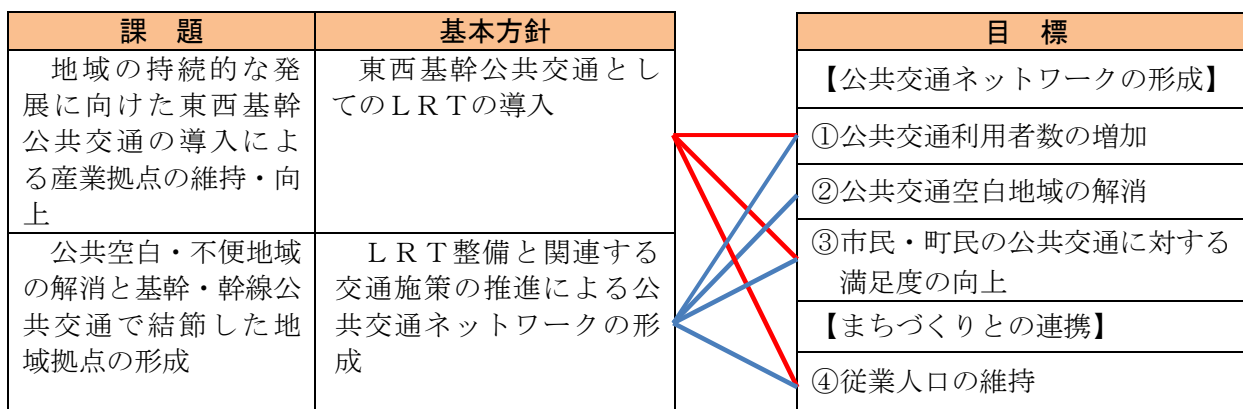 課　題
基本方針
目　標
地域の持続的な発
展に向けた東西基幹
公共交通の導入によ
る産業拠点の維持・向
上
東西基幹公共交通とし
てのＬＲＴの導入
公共空白・不便地域
の解消と基幹・幹線公
共交通で結節した地
域拠点の形成
ＬＲＴ整備と関連する
交通施策の推進による公
共交通ネットワークの形
成
【公共交通ネットワークの形成】
①公共交通利用者数の増加
②公共交通空白地域の解消
③市民・町民の公共交通に対する
満足度の向上
【まちづくりとの連携】
④従業人口の維持